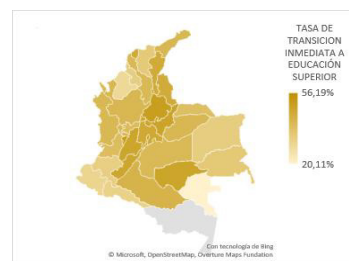 TASA DE
TRANSICION
INMEDIATA A
EDUCACIÓN
SUPERIOR
56,19%
20,11%
Con tecnología de Bing
© Microsoft, OpenStreetMap, Overture Maps Fundation